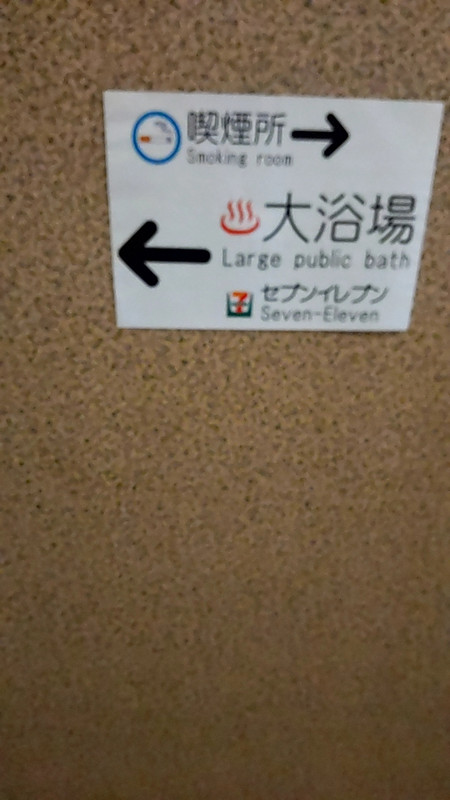 喫煙所
Smoking room
大浴場
Large public bath
7 セブンイレブン
Seven-Eleven